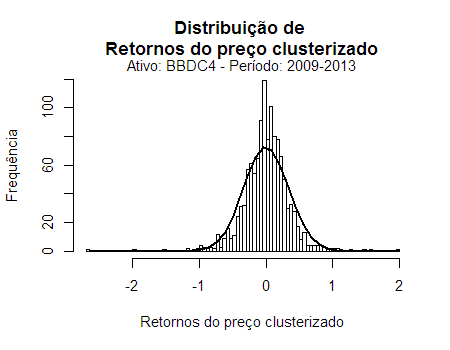 Distribuição de
Retornos do preço clusterizado
Ativo: BBDC4 - Período: 2009-2013
Frequência
100
60
20
0
-2
-1
0
1
2
Retornos do preço clusterizado